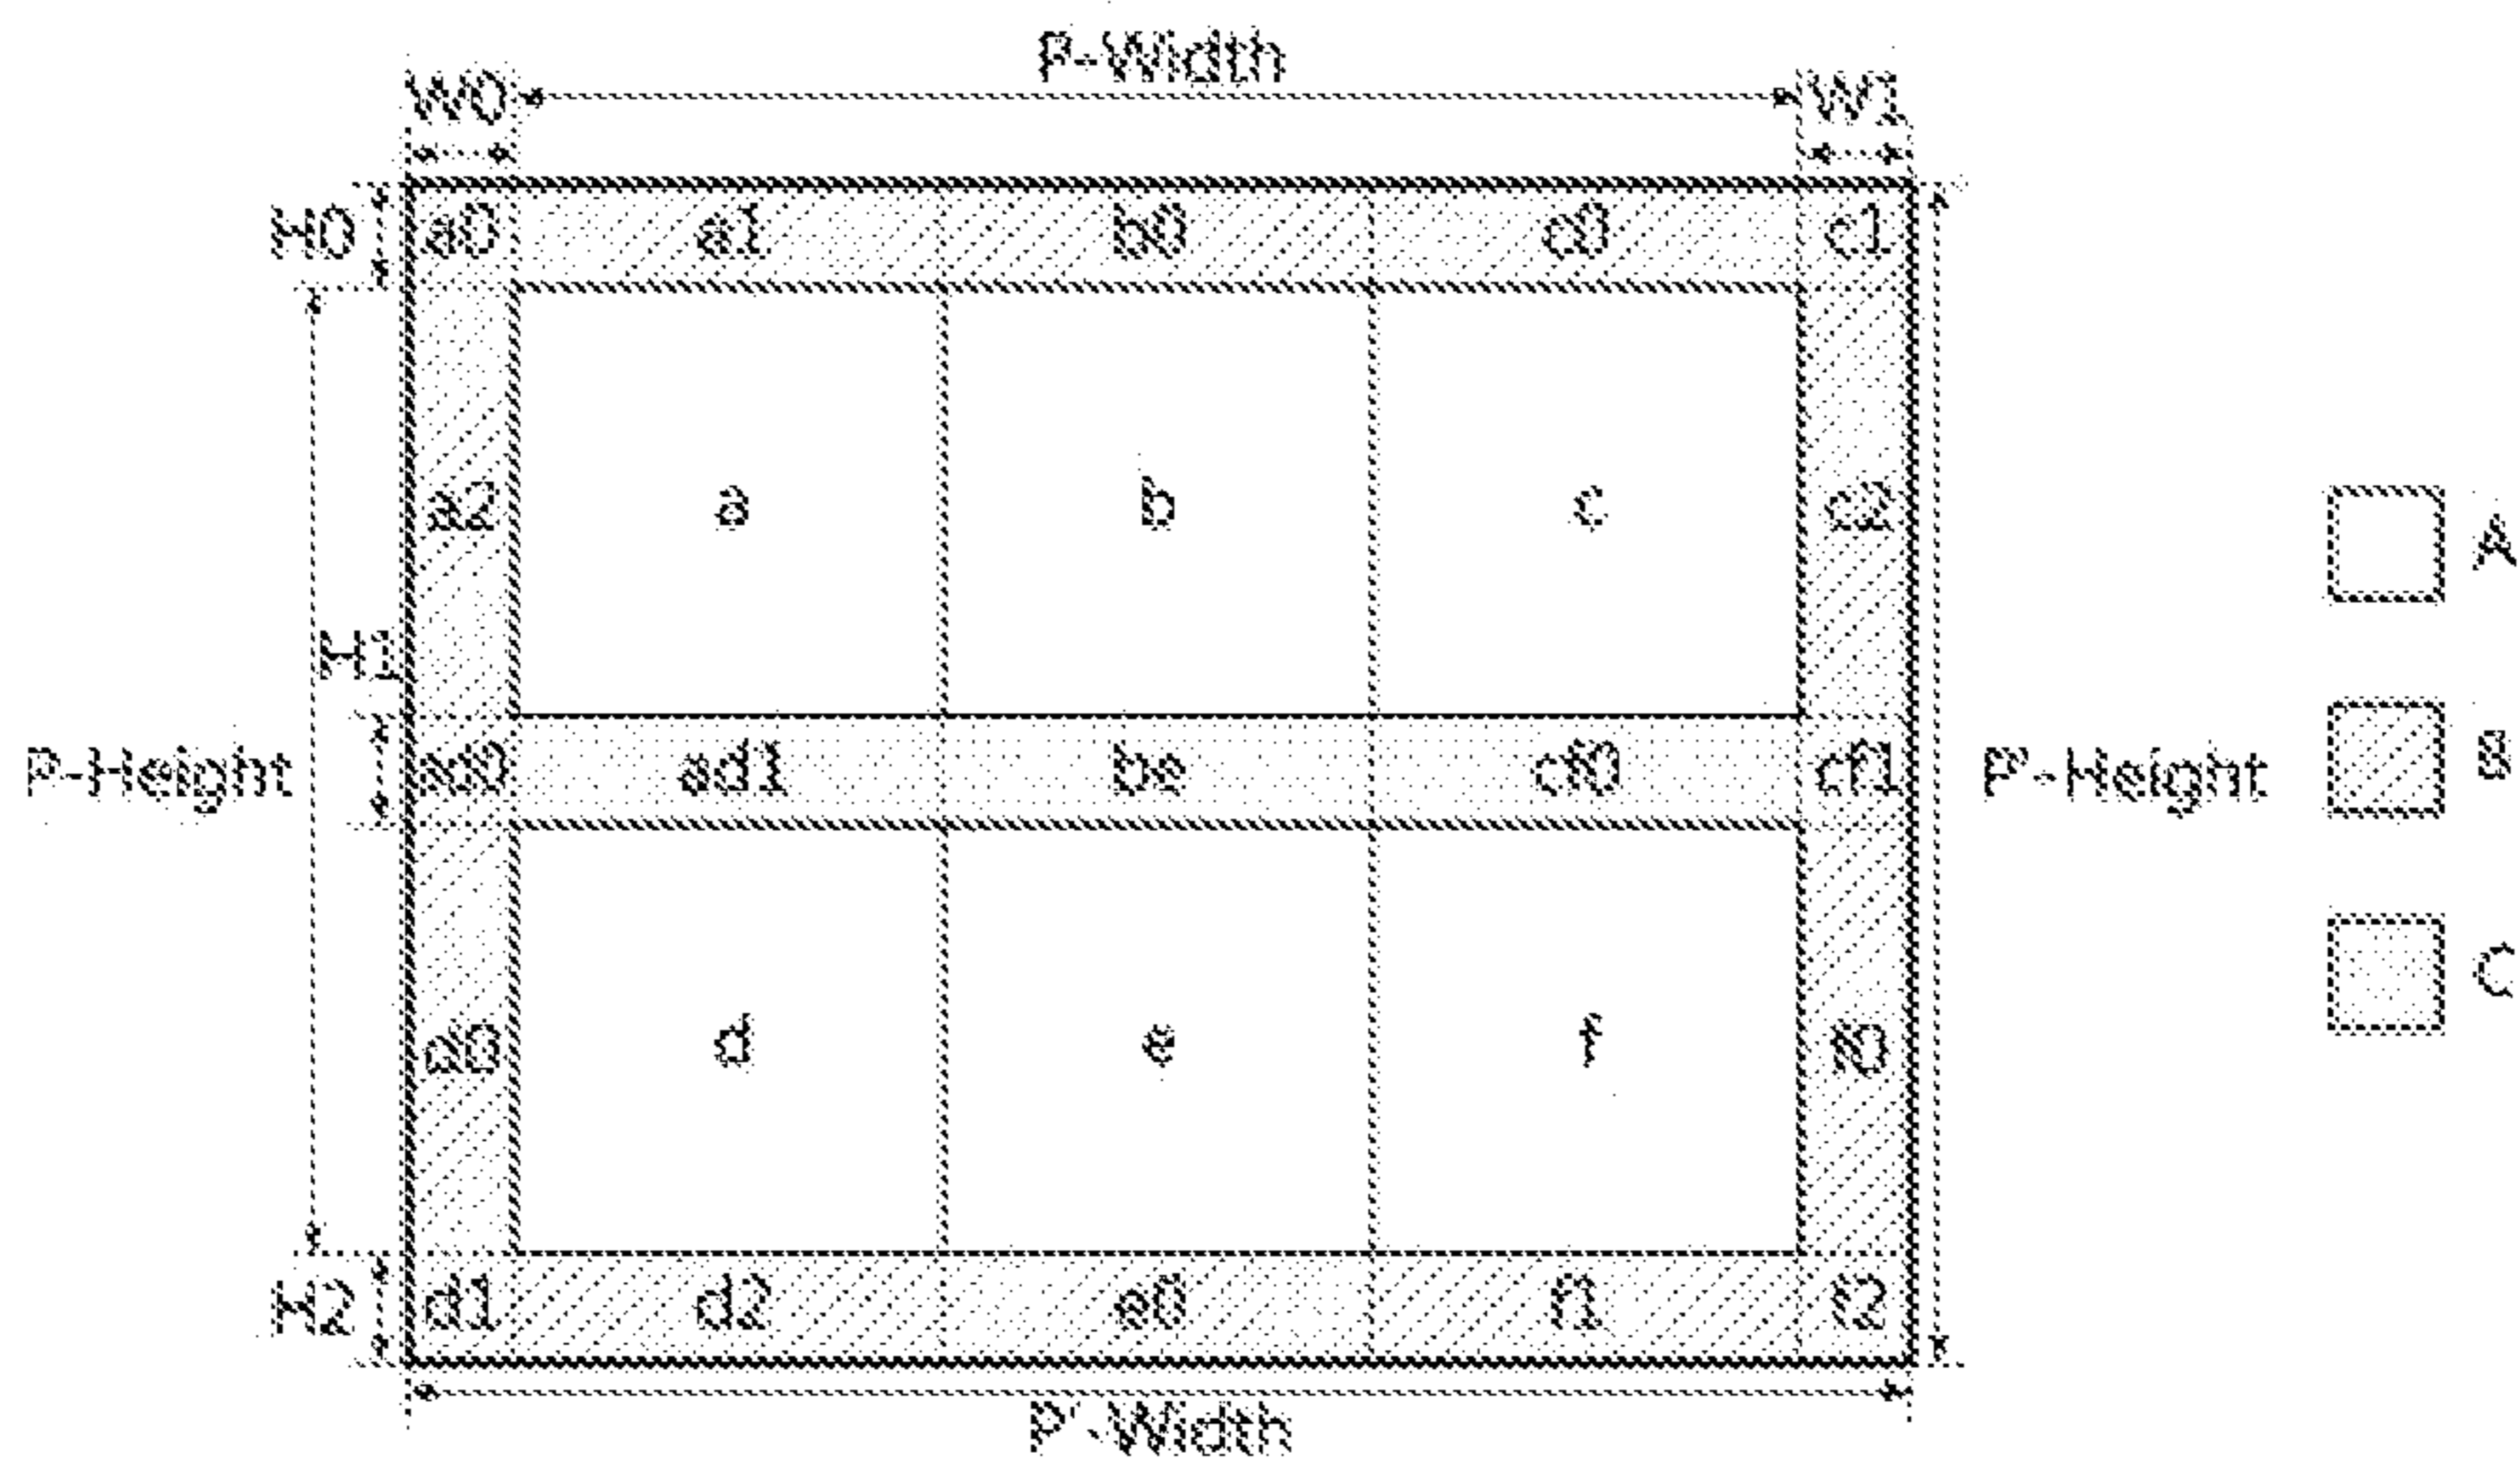 P-Width
W0 W1
H0 a0 a1 b0 c0 c1
a2 a b c c2
A
H1
P-Height ad0 ad1 be cf0 cf1 P'-Height B
C
d0 d e f f0
H2 d1 d2 e0 f1 f2
P'-Width